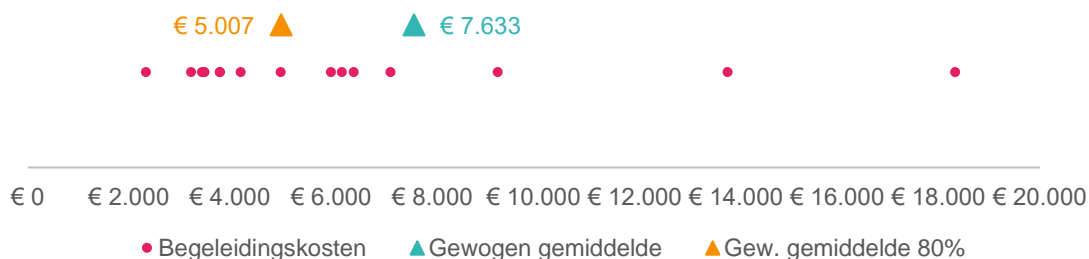 € 5.007 € 7.633
€ 0 € 2.000 € 4.000 € 6.000 € 8.000 € 10.000 € 12.000 € 14.000 € 16.000 € 18.000 € 20.000
Begeleidingskosten Gewogen gemiddelde Gew. gemiddelde 80%